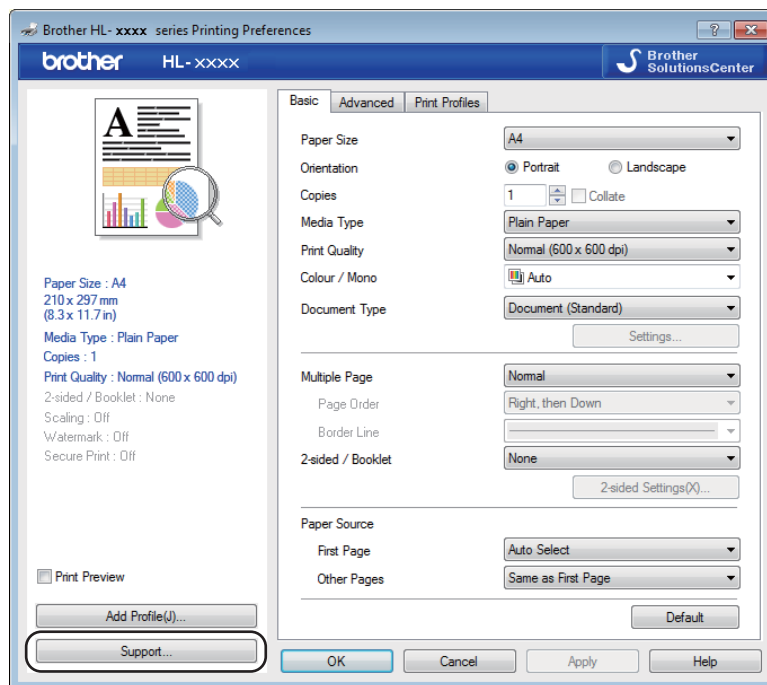 Brother HL- xxxx series Printing Preferences
brother HL-xxxx
Brother
SolutionsCenter
Basic Advanced Print Profiles
A
Paper Size A4
Orientation Portrait Landscape
Copies 1 Collate
Media Type Plain Paper
Print Quality Normal (600 x 600 dpi)
Colour / Mono Auto
Document Type Document (Standard)
Settings...
Multiple Page Normal
Page Order Right, then Down
Border Line
2-sided / Booklet None
2-sided Settings(X)...
Paper Source
First Page Auto Select
Other Pages Same as First Page
Default
Paper Size : A4
210 x 297 mm
(8.3 x 11.7 in)
Media Type : Plain Paper
Copies : 1
Print Quality : Normal (600 x 600 dpi)
2-sided / Booklet : None
Scaling : Off
Watermark : Off
Secure Print : Off
Print Preview
Add Profile(J)...
Support...
OK Cancel Apply Help